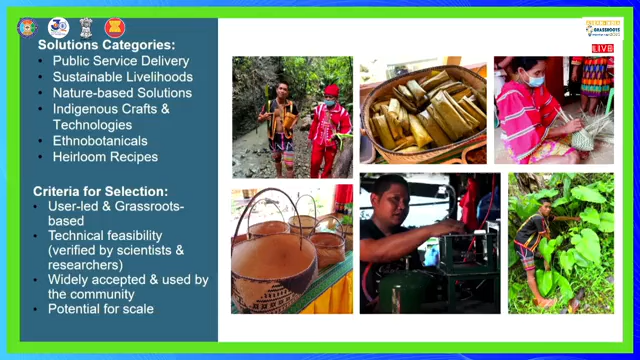 Solutions Categories:
• Public Service Delivery
• Sustainable Livelihoods
• Nature-based Solutions
• Indigenous Crafts &
Technologies
• Ethnobotanicals
• Heirloom Recipes
Criteria for Selection:
• User-led & Grassroots-
based
• Technical feasibility
(verified by scientists &
researchers)
• Widely accepted & used by
the community
• Potential for scale
GRASSROOTS
LIVE